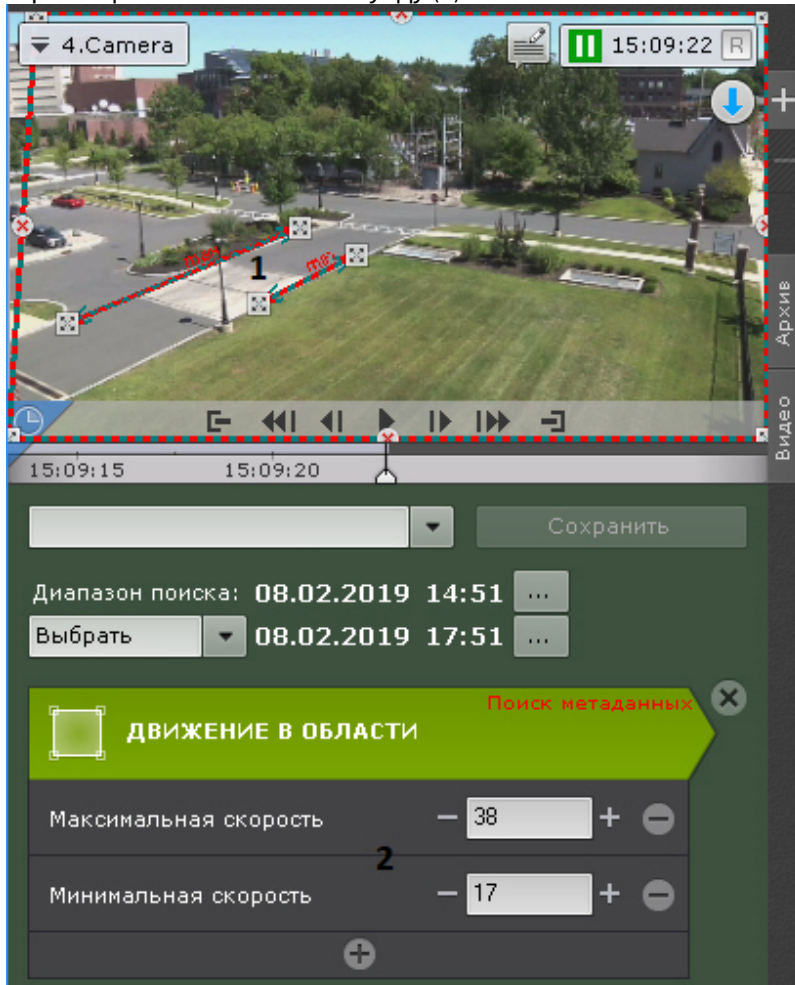 4.Camera
15:09:22 R
max
1
max
Архив
Видео
15:09:15 15:09:20
Сохранить
Диапазон поиска: 08.02.2019 14:51 ...
Выбрать 08.02.2019 17:51 ...
Поиск метаданных
ДВИЖЕНИЕ В ОБЛАСТИ
Максимальная скорость − 38 +
2
Минимальная скорость − 17 +